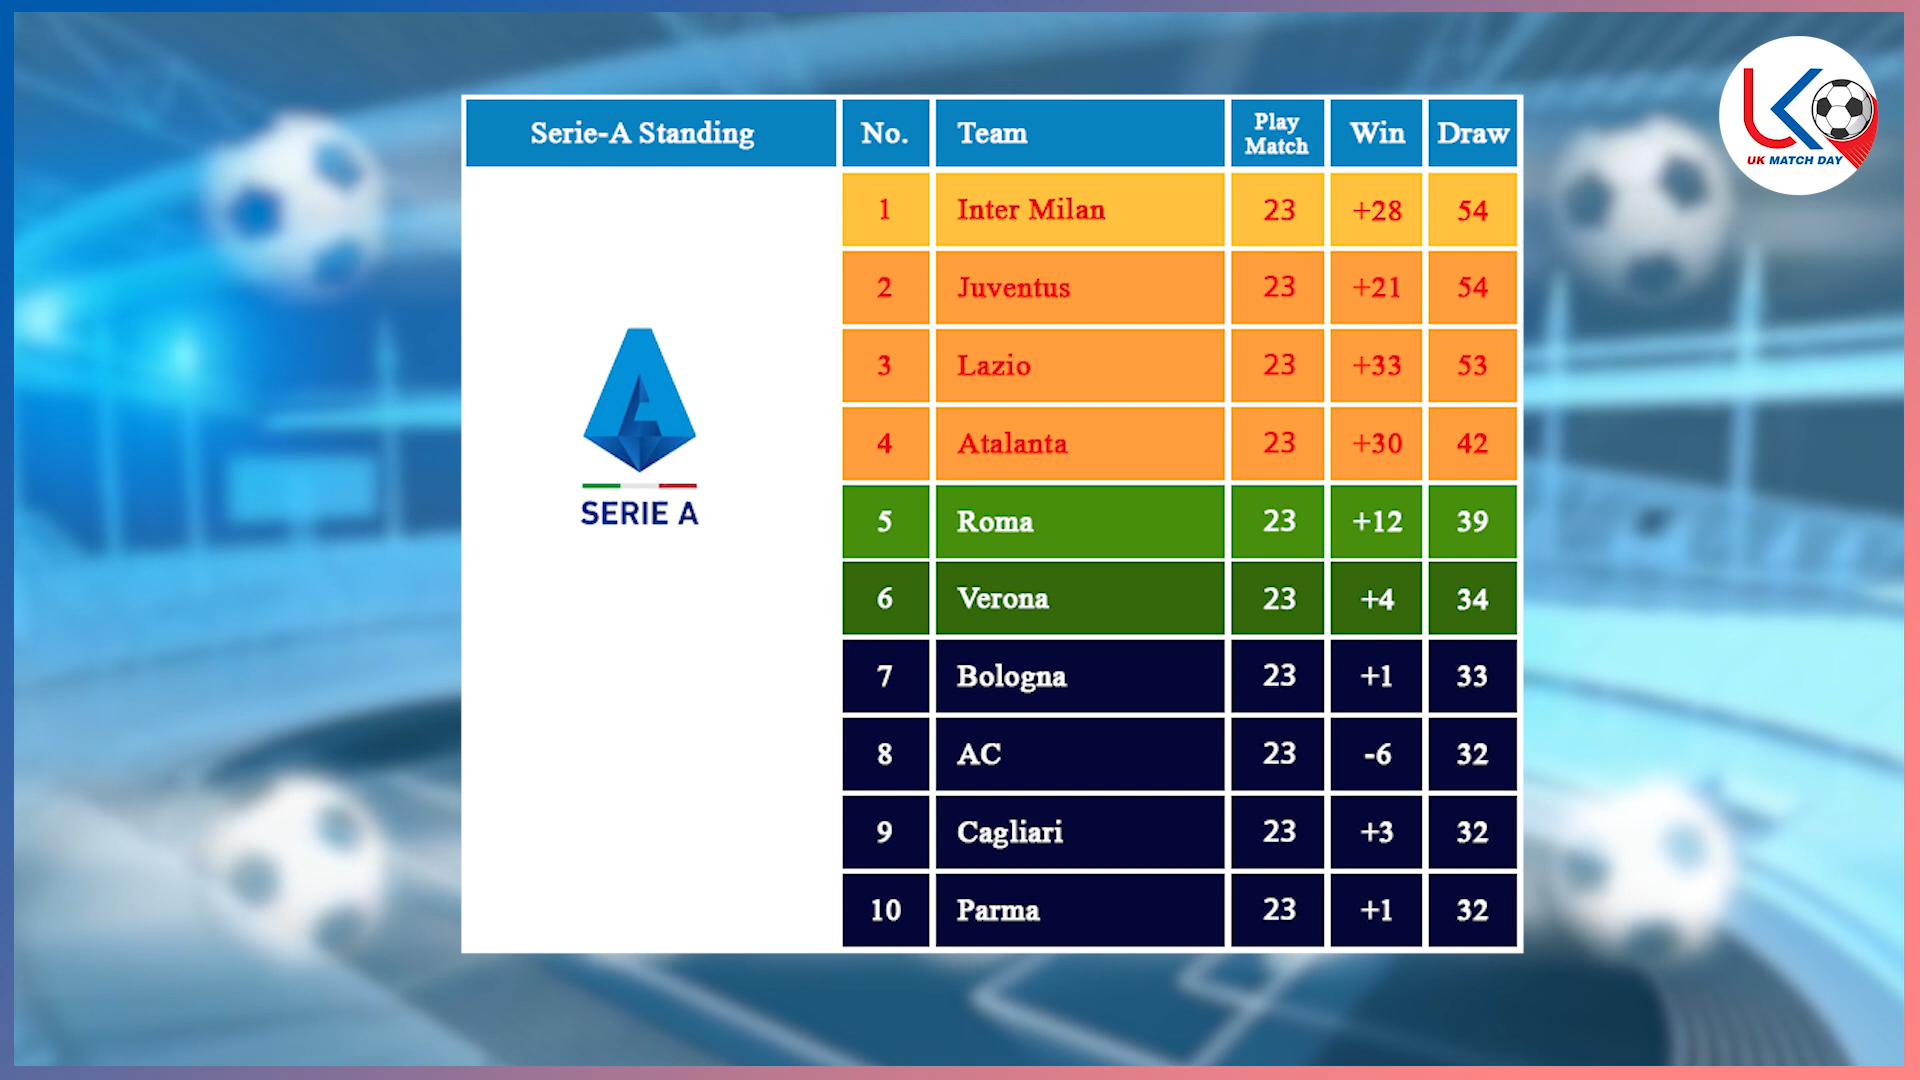 UK
UK MATCH DAY
Serie-A Standing No. Team Play Match Win Draw
1 Inter Milan 23 +28 54
2 Juventus 23 +21 54
3 Lazio 23 +33 53
4 Atalanta 23 +30 42
5 Roma 23 +12 39
6 Verona 23 +4 34
7 Bologna 23 +1 33
8 AC 23 -6 32
9 Cagliari 23 +3 32
10 Parma 23 +1 32
SERIE A